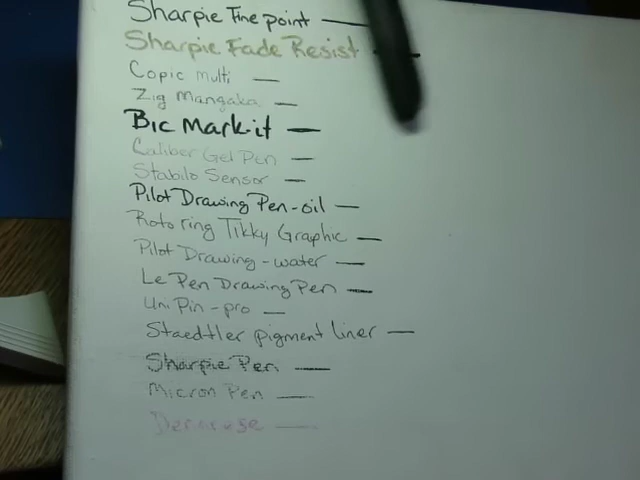 Sharpie Fine point
Sharpie Fade Resist
Copic multi
Zig Mangaka
Bic Mark-it
Caliber Gel Pen
Stabilo Sensor
Pilot Drawing Pen-oil
Rotoring Tikky Graphic
Pilot Drawing-water
Le Pen Drawing Pen
Uni Pin-pro
Staedtler pigment liner
Sharpie Pen
Micron Pen